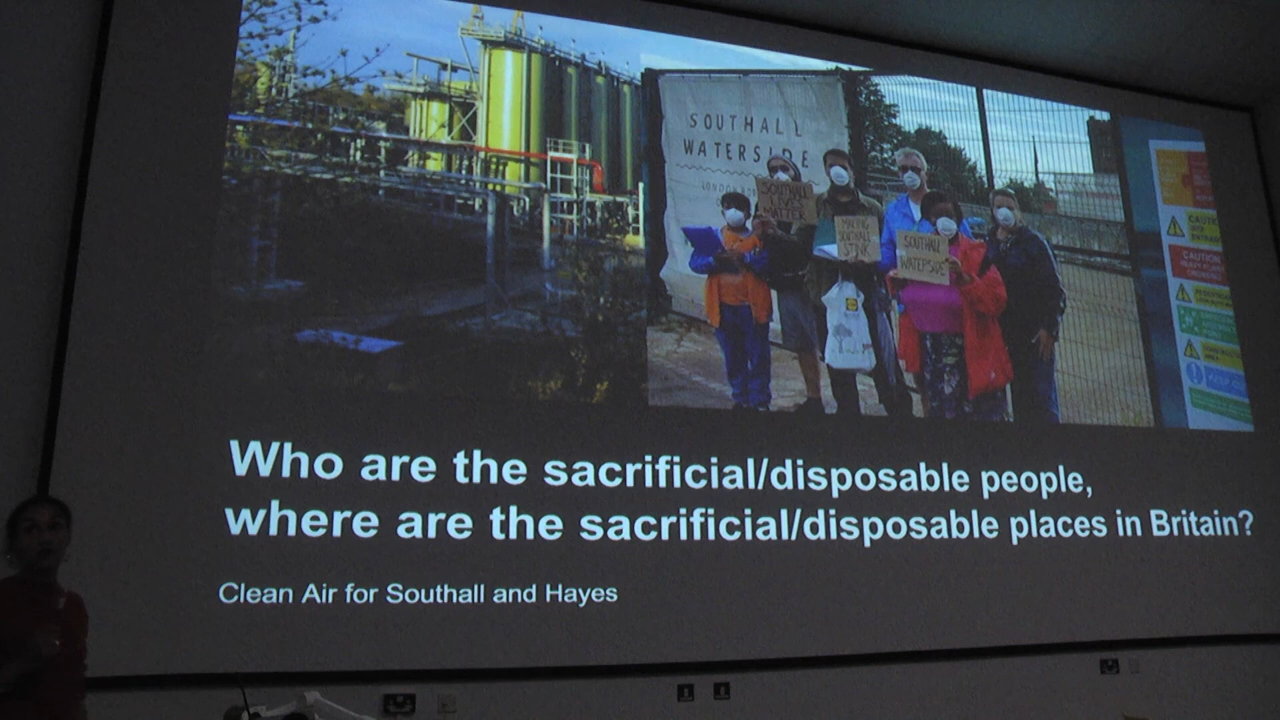 SOUTHALL
WATERSIDE
SOUTHALL
LIVES
MATTER
MAKING
SOUTHALL
STINK
SOUTHALL
WATERSIDE
CAUTION
Who are the sacrificial/disposable people,
where are the sacrificial/disposable places in Britain?
Clean Air for Southall and Hayes